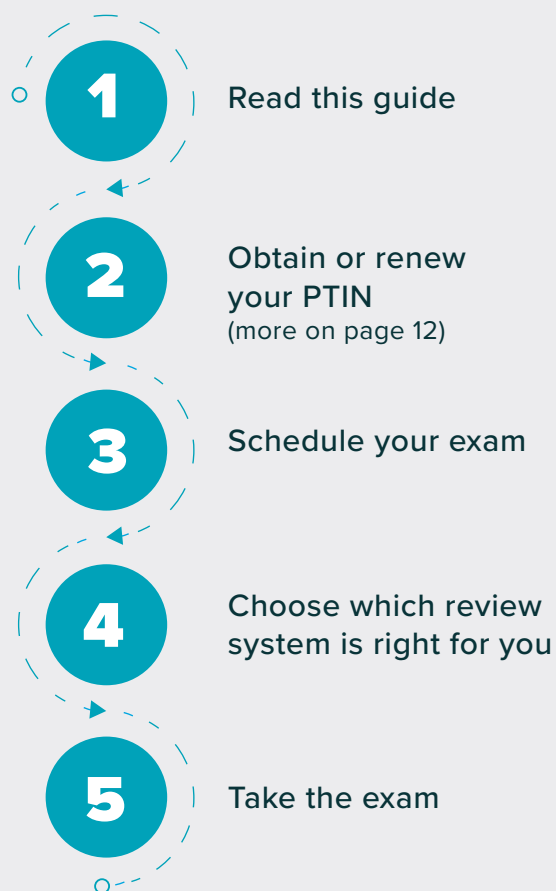 1
Read this guide
2
Obtain or renew
your PTIN
(more on page 12)
3
Schedule your exam
4
Choose which review
system is right for you
5
Take the exam